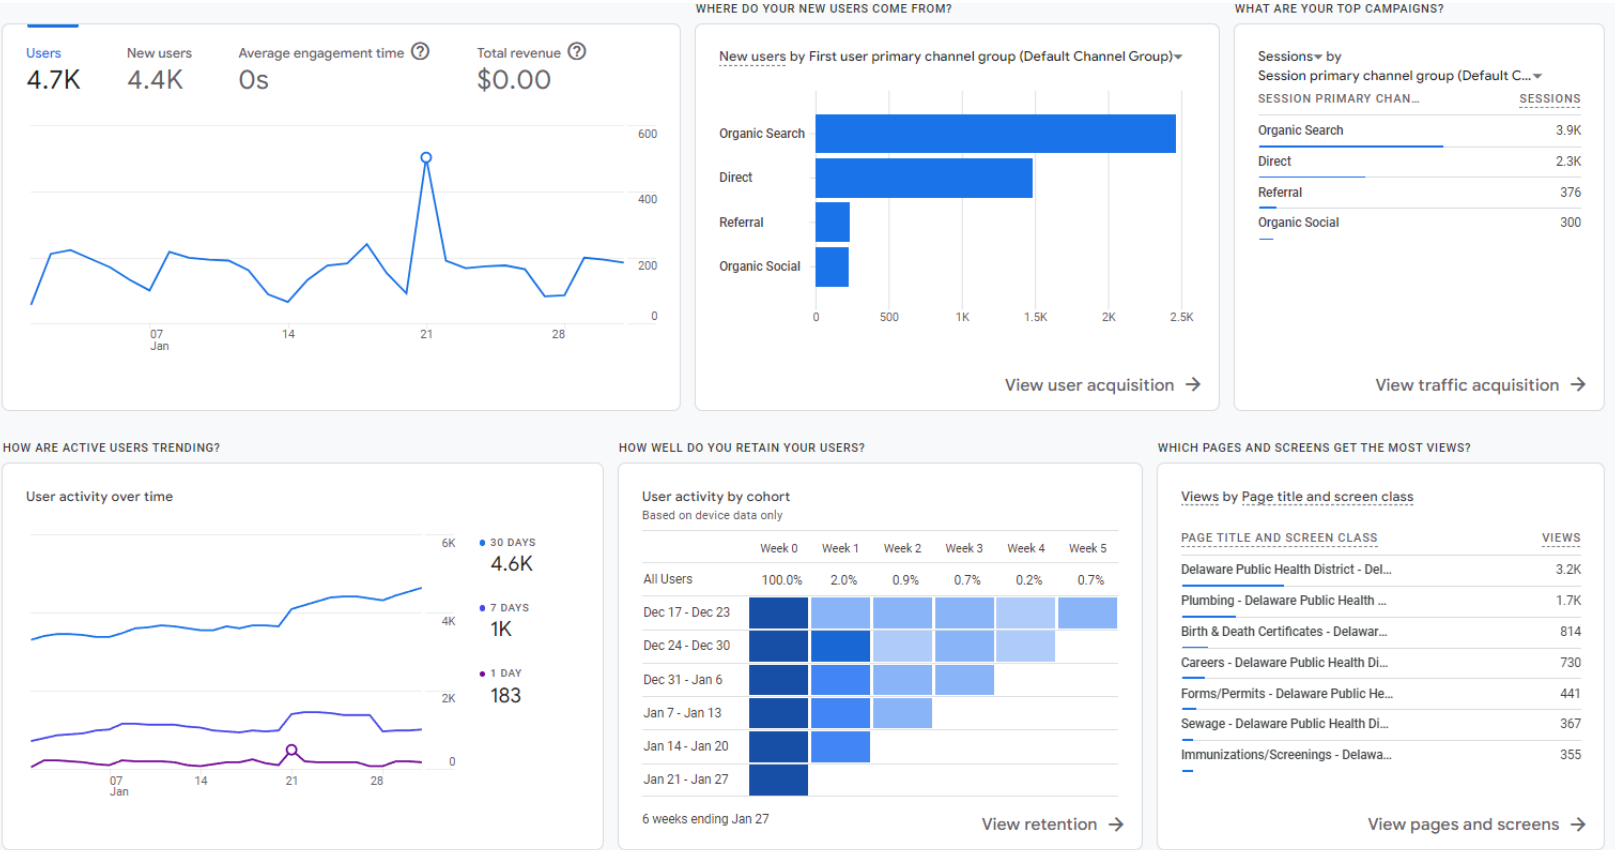 WHERE DO YOUR NEW USERS COME FROM?
WHAT ARE YOUR TOP CAMPAIGNS?
Users
New users
Average engagement time
Total revenue
4.7K
4.4K
0s
$0.00
600
400
200
0
07
Jan
14
21
28
New users by First user primary channel group (Default Channel Group)
Organic Search
Direct
Referral
Organic Social
0
500
1K
1.5K
2K
2.5K
View user acquisition
Sessions by
Session primary channel group (Default C...
SESSION PRIMARY CHAN...
SESSIONS
Organic Search 3.9K
Direct 2.3K
Referral 376
Organic Social 300
View traffic acquisition
HOW ARE ACTIVE USERS TRENDING?
User activity over time
6K
4K
2K
0
07
Jan
14
21
28
30 DAYS
4.6K
7 DAYS
1K
1 DAY
183
HOW WELL DO YOU RETAIN YOUR USERS?
User activity by cohort
Based on device data only
Week 0 Week 1 Week 2 Week 3 Week 4 Week 5
All Users 100.0% 2.0% 0.9% 0.7% 0.2% 0.7%
Dec 17 - Dec 23
Dec 24 - Dec 30
Dec 31 - Jan 6
Jan 7 - Jan 13
Jan 14 - Jan 20
Jan 21 - Jan 27
6 weeks ending Jan 27
View retention
WHICH PAGES AND SCREENS GET THE MOST VIEWS?
Views by Page title and screen class
PAGE TITLE AND SCREEN CLASS VIEWS
Delaware Public Health District - Del... 3.2K
Plumbing - Delaware Public Health ... 1.7K
Birth & Death Certificates - Delawar... 814
Careers - Delaware Public Health Di... 730
Forms/Permits - Delaware Public He... 441
Sewage - Delaware Public Health Di... 367
Immunizations/Screenings - Delawa... 355
View pages and screens